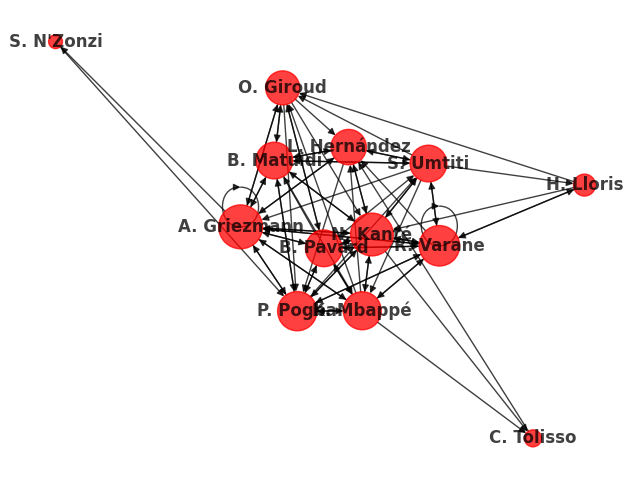 S. N'Zonzi
O. Giroud
L. Hernández
B. Matuidi
S. Umtiti
H. Lloris
A. Griezmann
N. Kanté
B. Pavard
R. Varane
P. Pogba
K. Mbappé
C. Tolisso